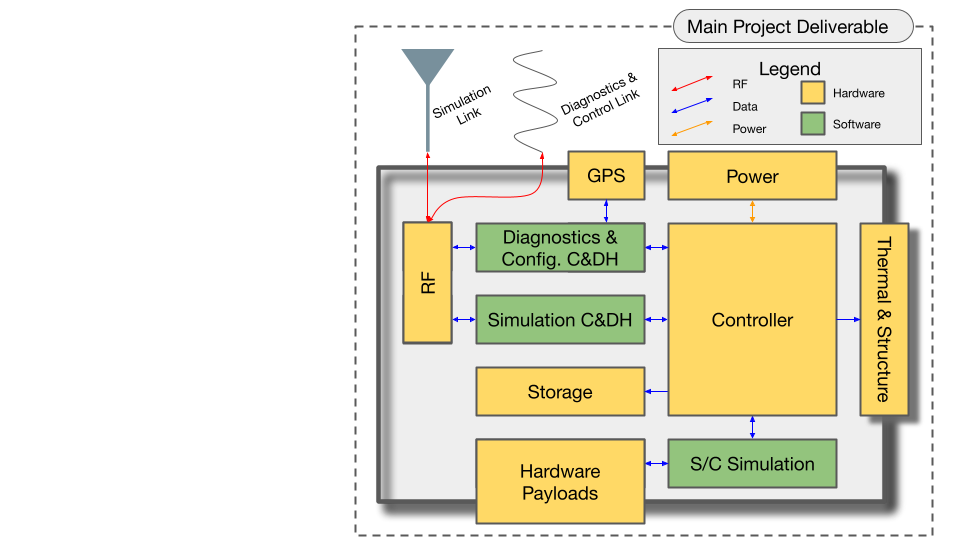 Main Project Deliverable
Legend
RF
Data
Power
Hardware
Software
Simulation
Link
Diagnostics &
Control Link
GPS
Power
RF
Diagnostics &
Config. C&DH
Simulation C&DH
Controller
Thermal & Structure
Storage
Hardware
Payloads
S/C Simulation